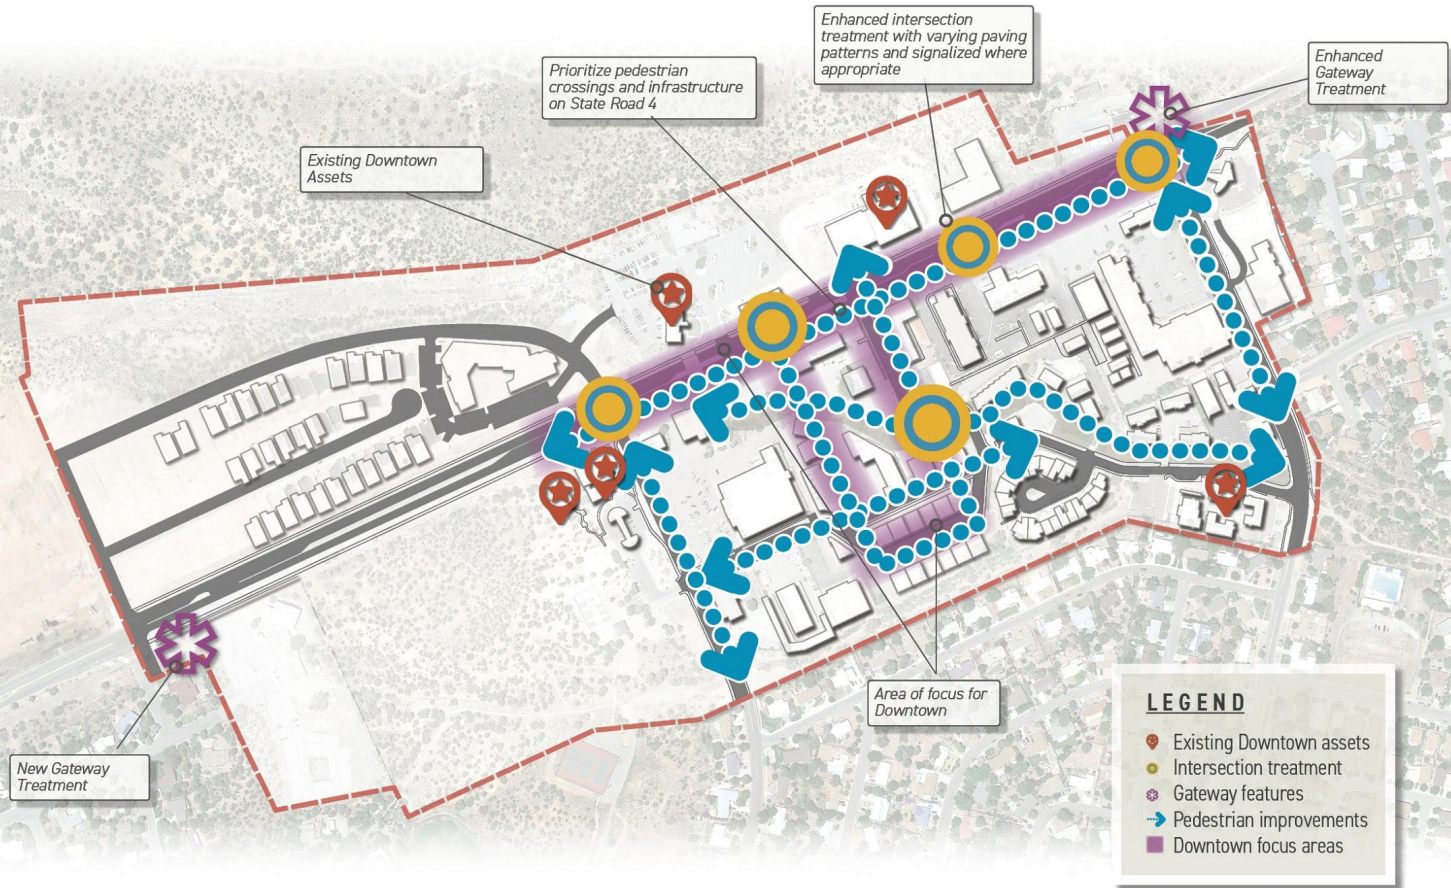 Enhanced intersection
treatment with varying paving
patterns and signalized where
appropriate
Enhanced
Gateway
Treatment
Prioritize pedestrian
crossings and infrastructure
on State Road 4
Existing Downtown
Assets
Area of focus for
Downtown
New Gateway
Treatment
LEGEND
Existing Downtown assets
Intersection treatment
Gateway features
Pedestrian improvements
Downtown focus areas